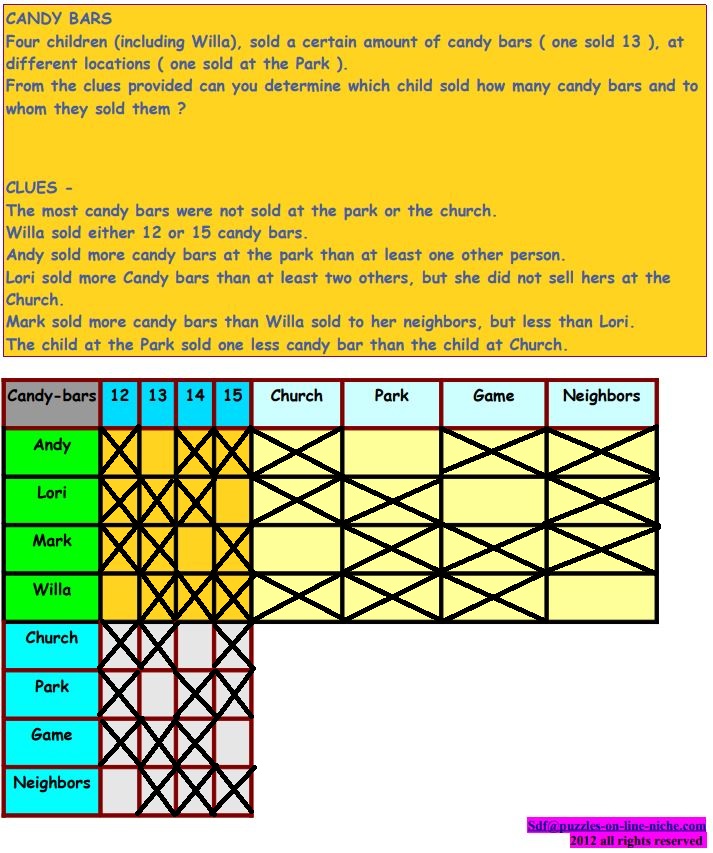 CANDY BARS
Four children (including Willa), sold a certain amount of candy bars ( one sold 13 ), at
different locations ( one sold at the Park ).
From the clues provided can you determine which child sold how many candy bars and to
whom they sold them ?
CLUES -
The most candy bars were not sold at the park or the church.
Willa sold either 12 or 15 candy bars.
Andy sold more candy bars at the park than at least one other person.
Lori sold more Candy bars than at least two others, but she did not sell hers at the
Church.
Mark sold more candy bars than Willa sold to her neighbors, but less than Lori.
The child at the Park sold one less candy bar than the child at Church.
Candy-bars 12 13 14 15 Church Park Game Neighbors
Andy
Lori
Mark
Willa
Church
Park
Game
Neighbors
Sdf@puzzles-on-line-niche.com
2012 all rights reserved